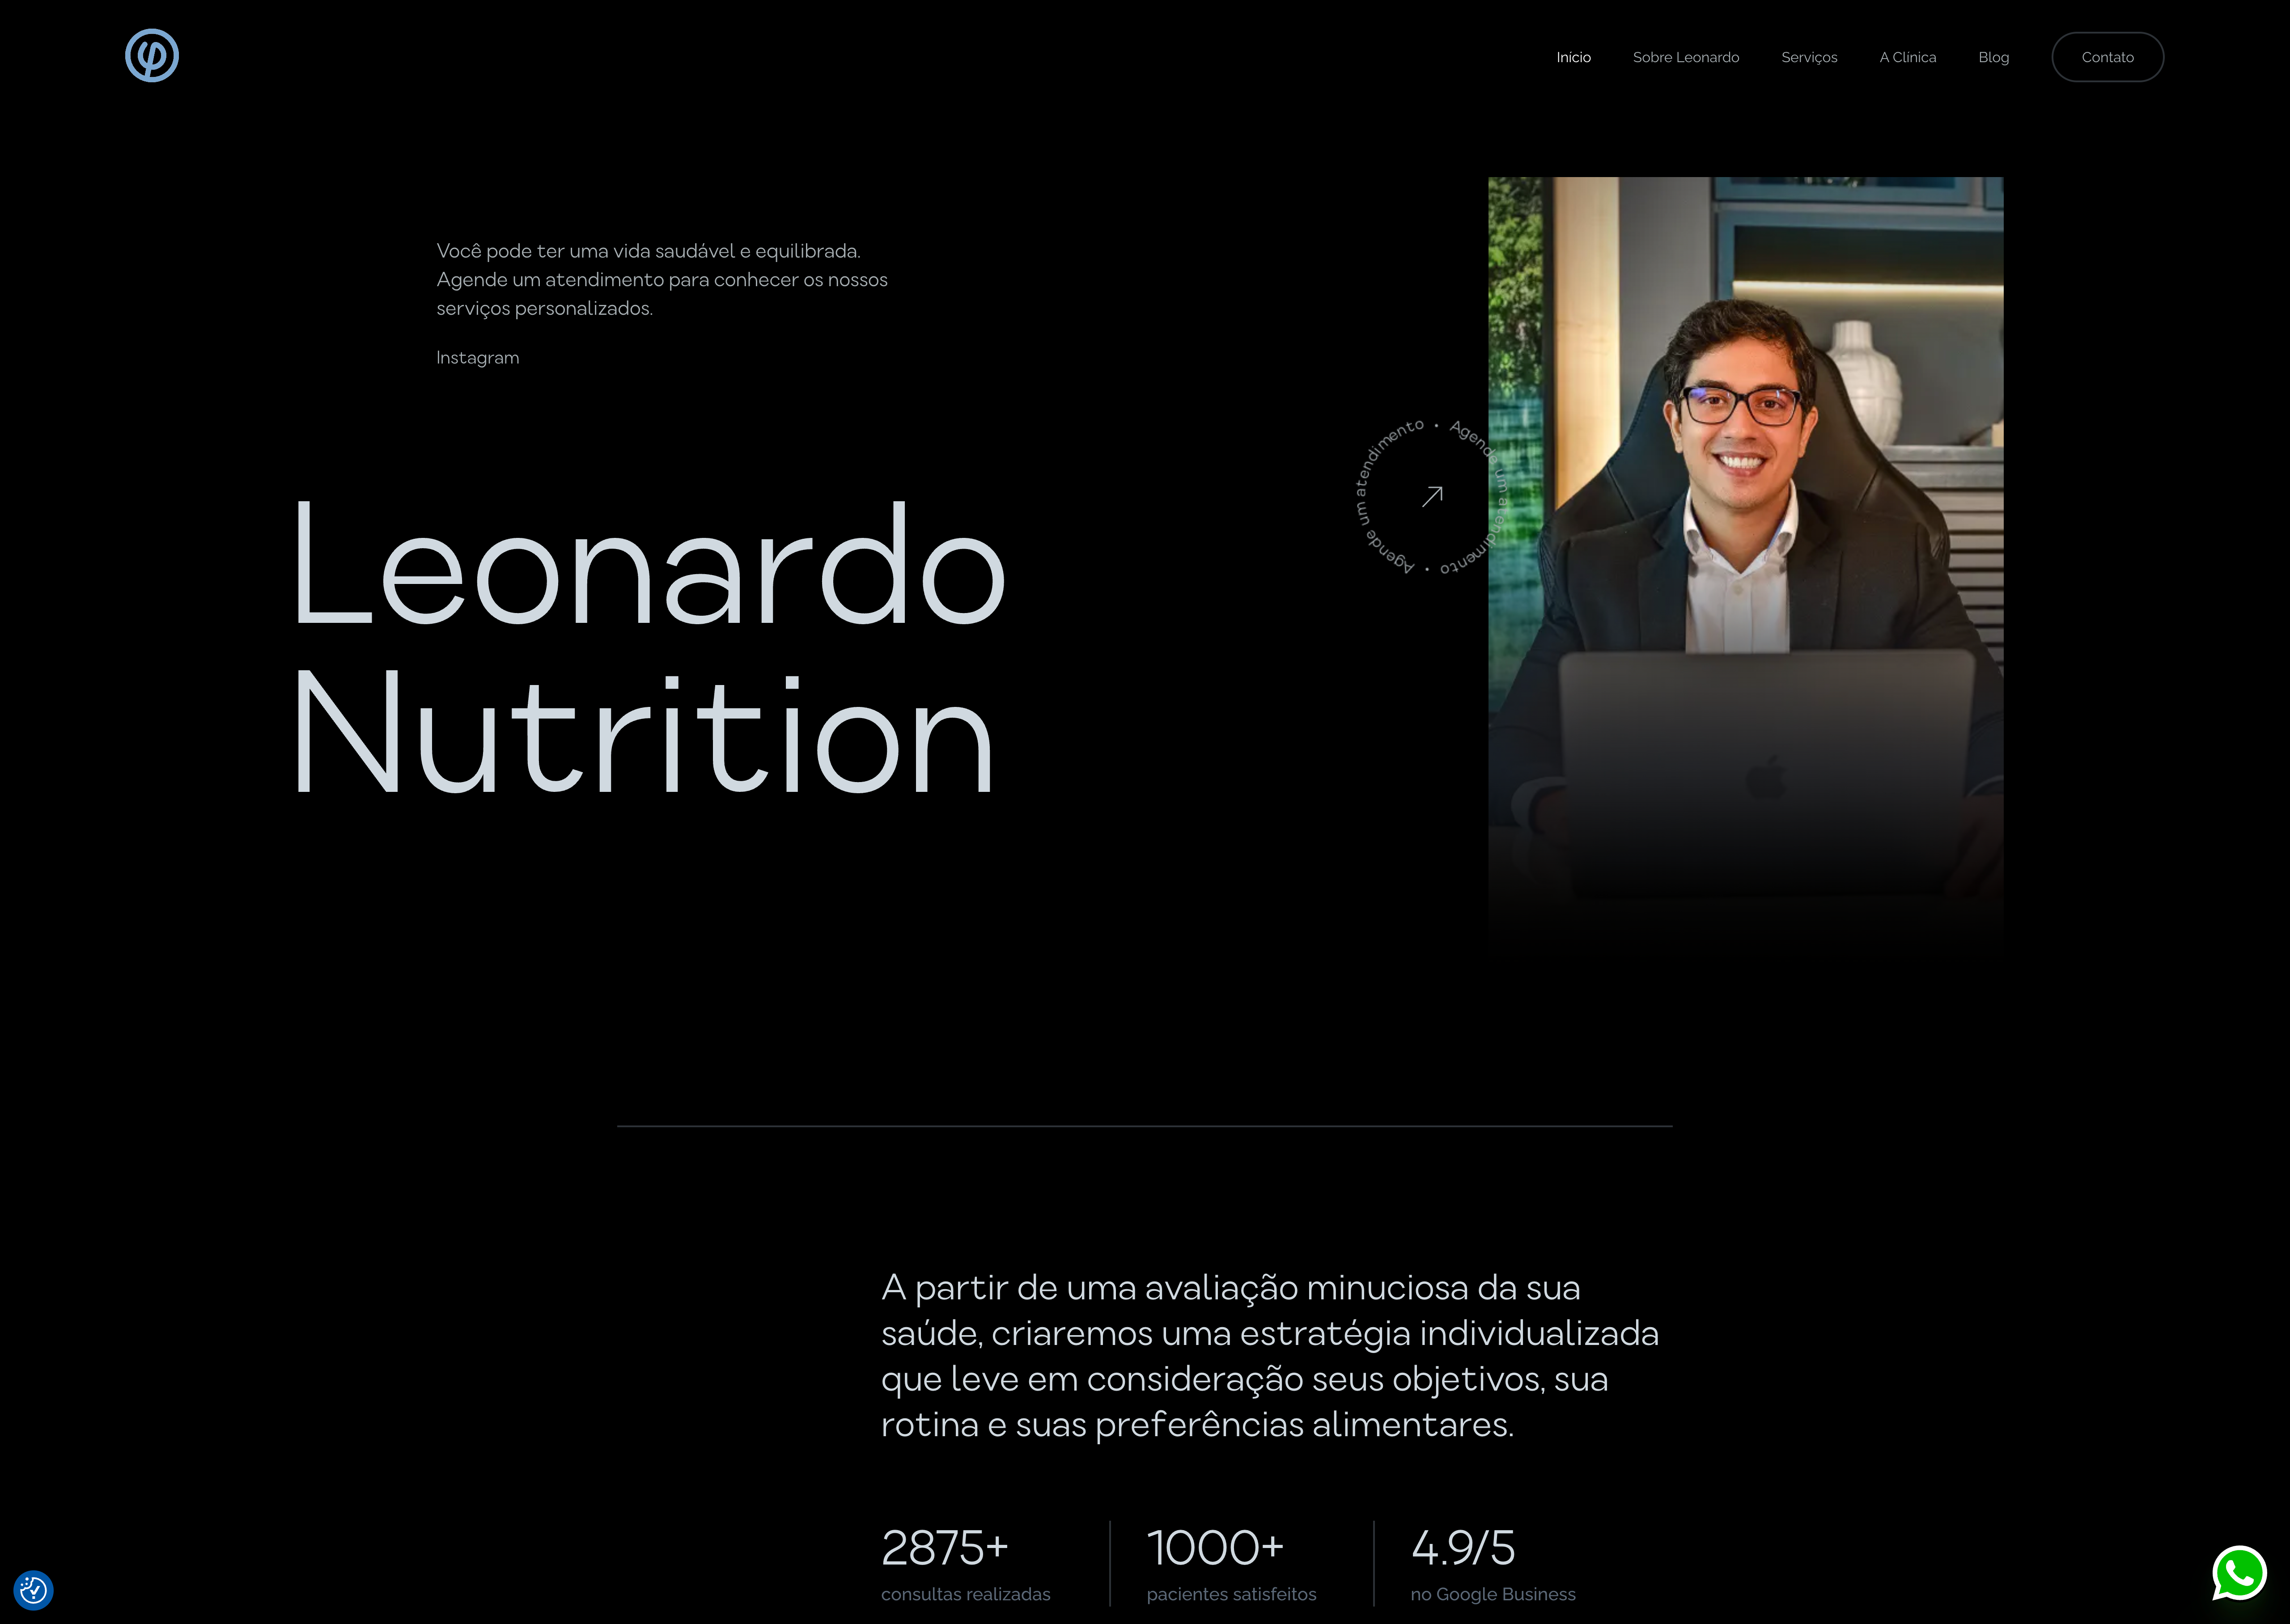 Início
Sobre Leonardo
Serviços
A Clínica
Blog
Contato
Você pode ter uma vida saudável e equilibrada.
Agende um atendimento para conhecer os nossos
serviços personalizados.
Instagram
Agende um atendimento • Agende um atendimento •
Leonardo
Nutrition
A partir de uma avaliação minuciosa da sua
saúde, criaremos uma estratégia individualizada
que leve em consideração seus objetivos, sua
rotina e suas preferências alimentares.
2875+
consultas realizadas
1000+
pacientes satisfeitos
4.9/5
no Google Business